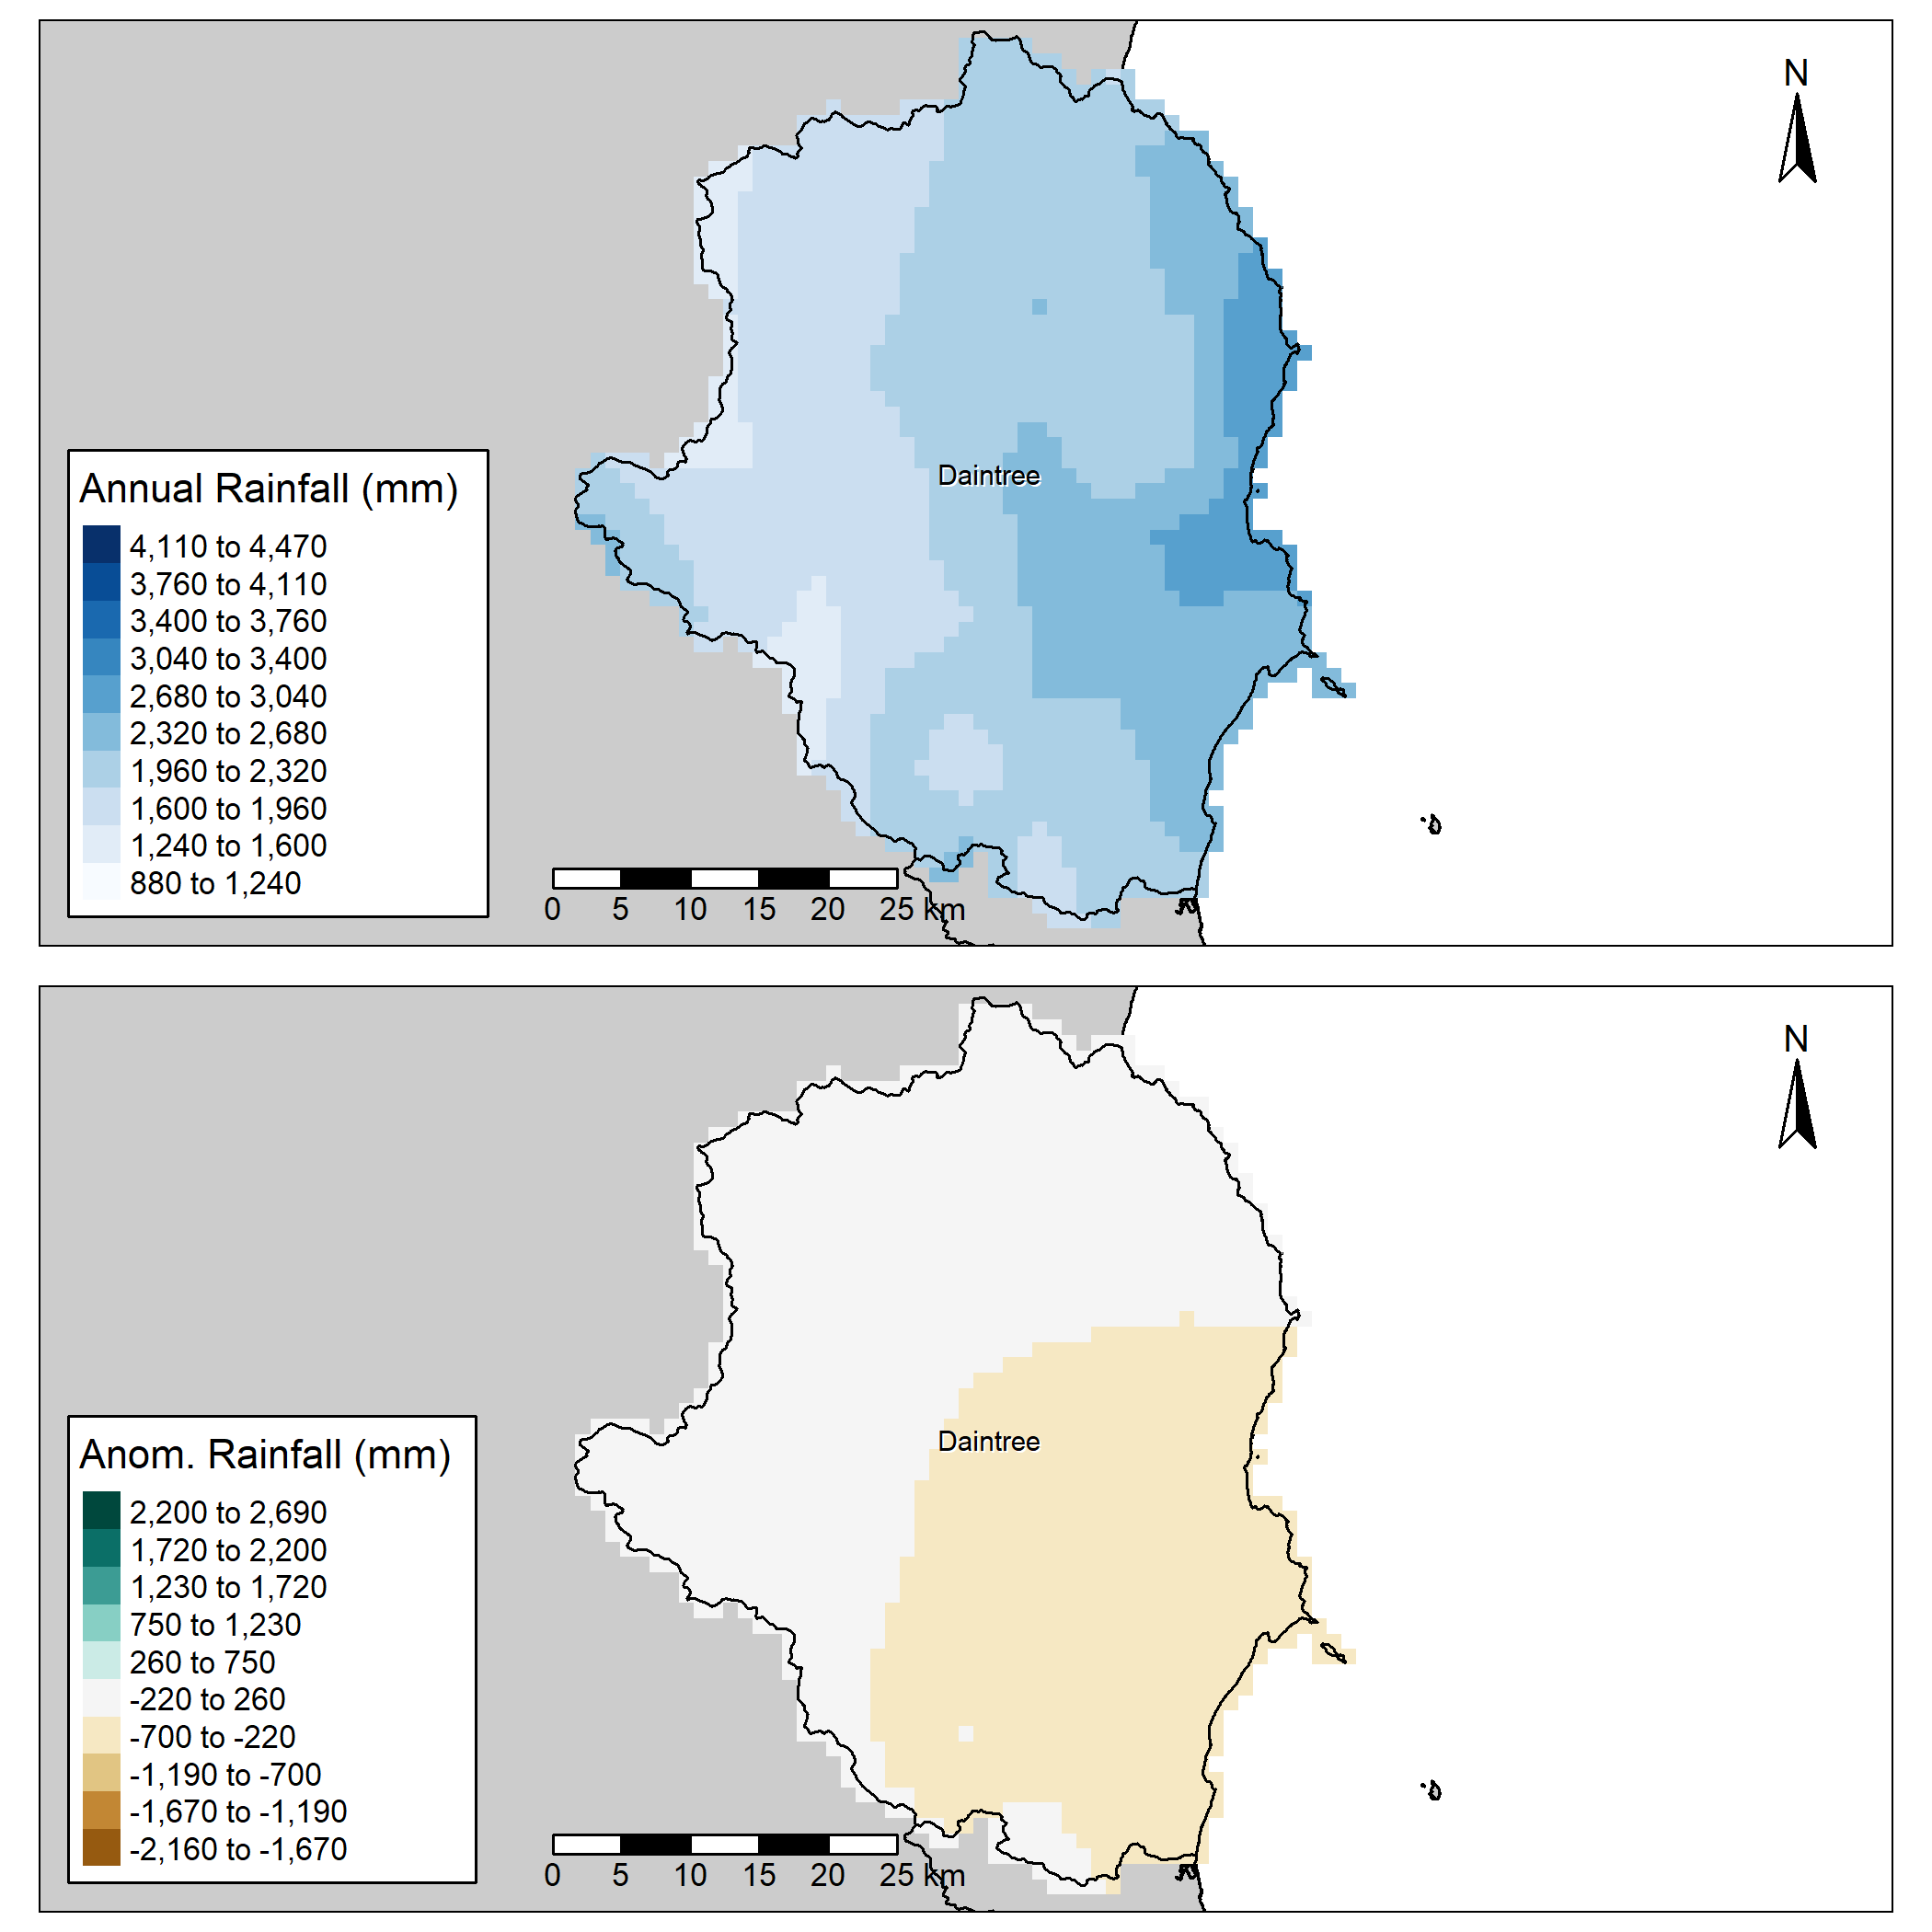 N
Daintree
Annual Rainfall (mm)
4,110 to 4,470
3,760 to 4,110
3,400 to 3,760
3,040 to 3,400
2,680 to 3,040
2,320 to 2,680
1,960 to 2,320
1,600 to 1,960
1,240 to 1,600
880 to 1,240
0 5 10 15 20 25 km
N
Daintree
Anom. Rainfall (mm)
2,200 to 2,690
1,720 to 2,200
1,230 to 1,720
750 to 1,230
260 to 750
-220 to 260
-700 to -220
-1,190 to -700
-1,670 to -1,190
-2,160 to -1,670
0 5 10 15 20 25 km